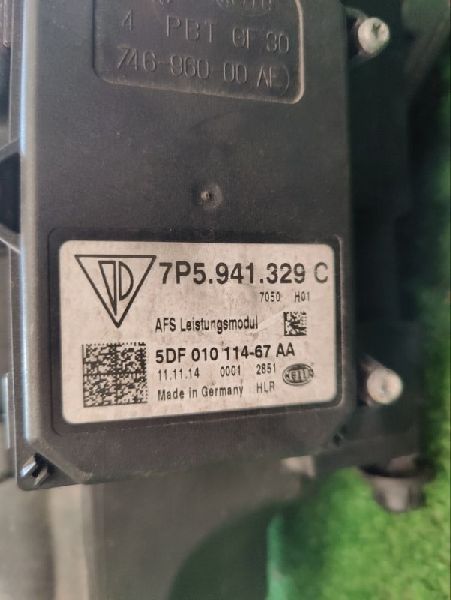 4 PBT GF 30
746-960-00 AE)
7P5.941.329 C
7050 H01
AFS Leistungsmodul
5DF 010 114-67 AA
11.11.14 0001 2851
Made in Germany HLR
HELLA